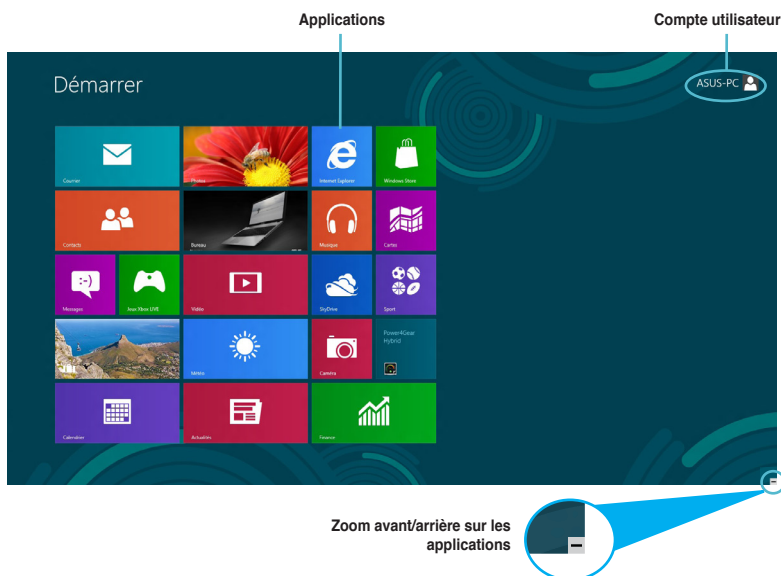 Applications
Compte utilisateur
Démarrer
ASUS-PC
Courrier
Photos
Internet Explorer
Windows Store
Contacts
Bureau
Musique
Cartes
:-)
Messages
Jeux Xbox LIVE
Vidéo
SkyDrive
Sport
Météo
Caméra
Power4Gear
Hybrid
Calendrier
Actualités
Finance
Zoom avant/arrière sur les
applications